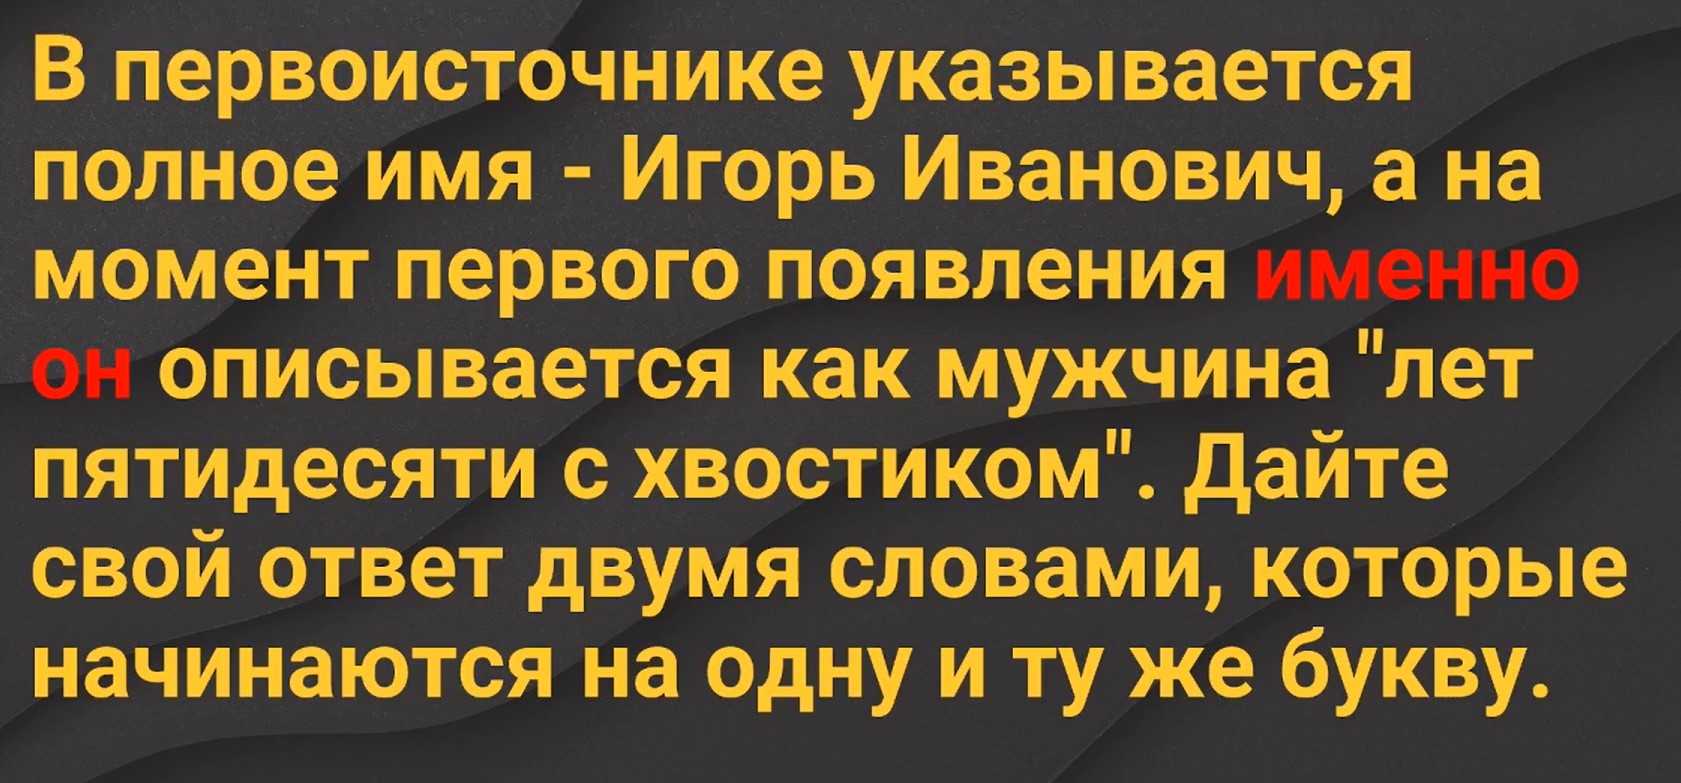 В первоисточнике указывается
полное имя - Игорь Иванович, а на
момент первого появления именно
он описывается как мужчина "лет
пятидесяти с хвостиком". Дайте
свой ответ двумя словами, которые
начинаются на одну и ту же букву.